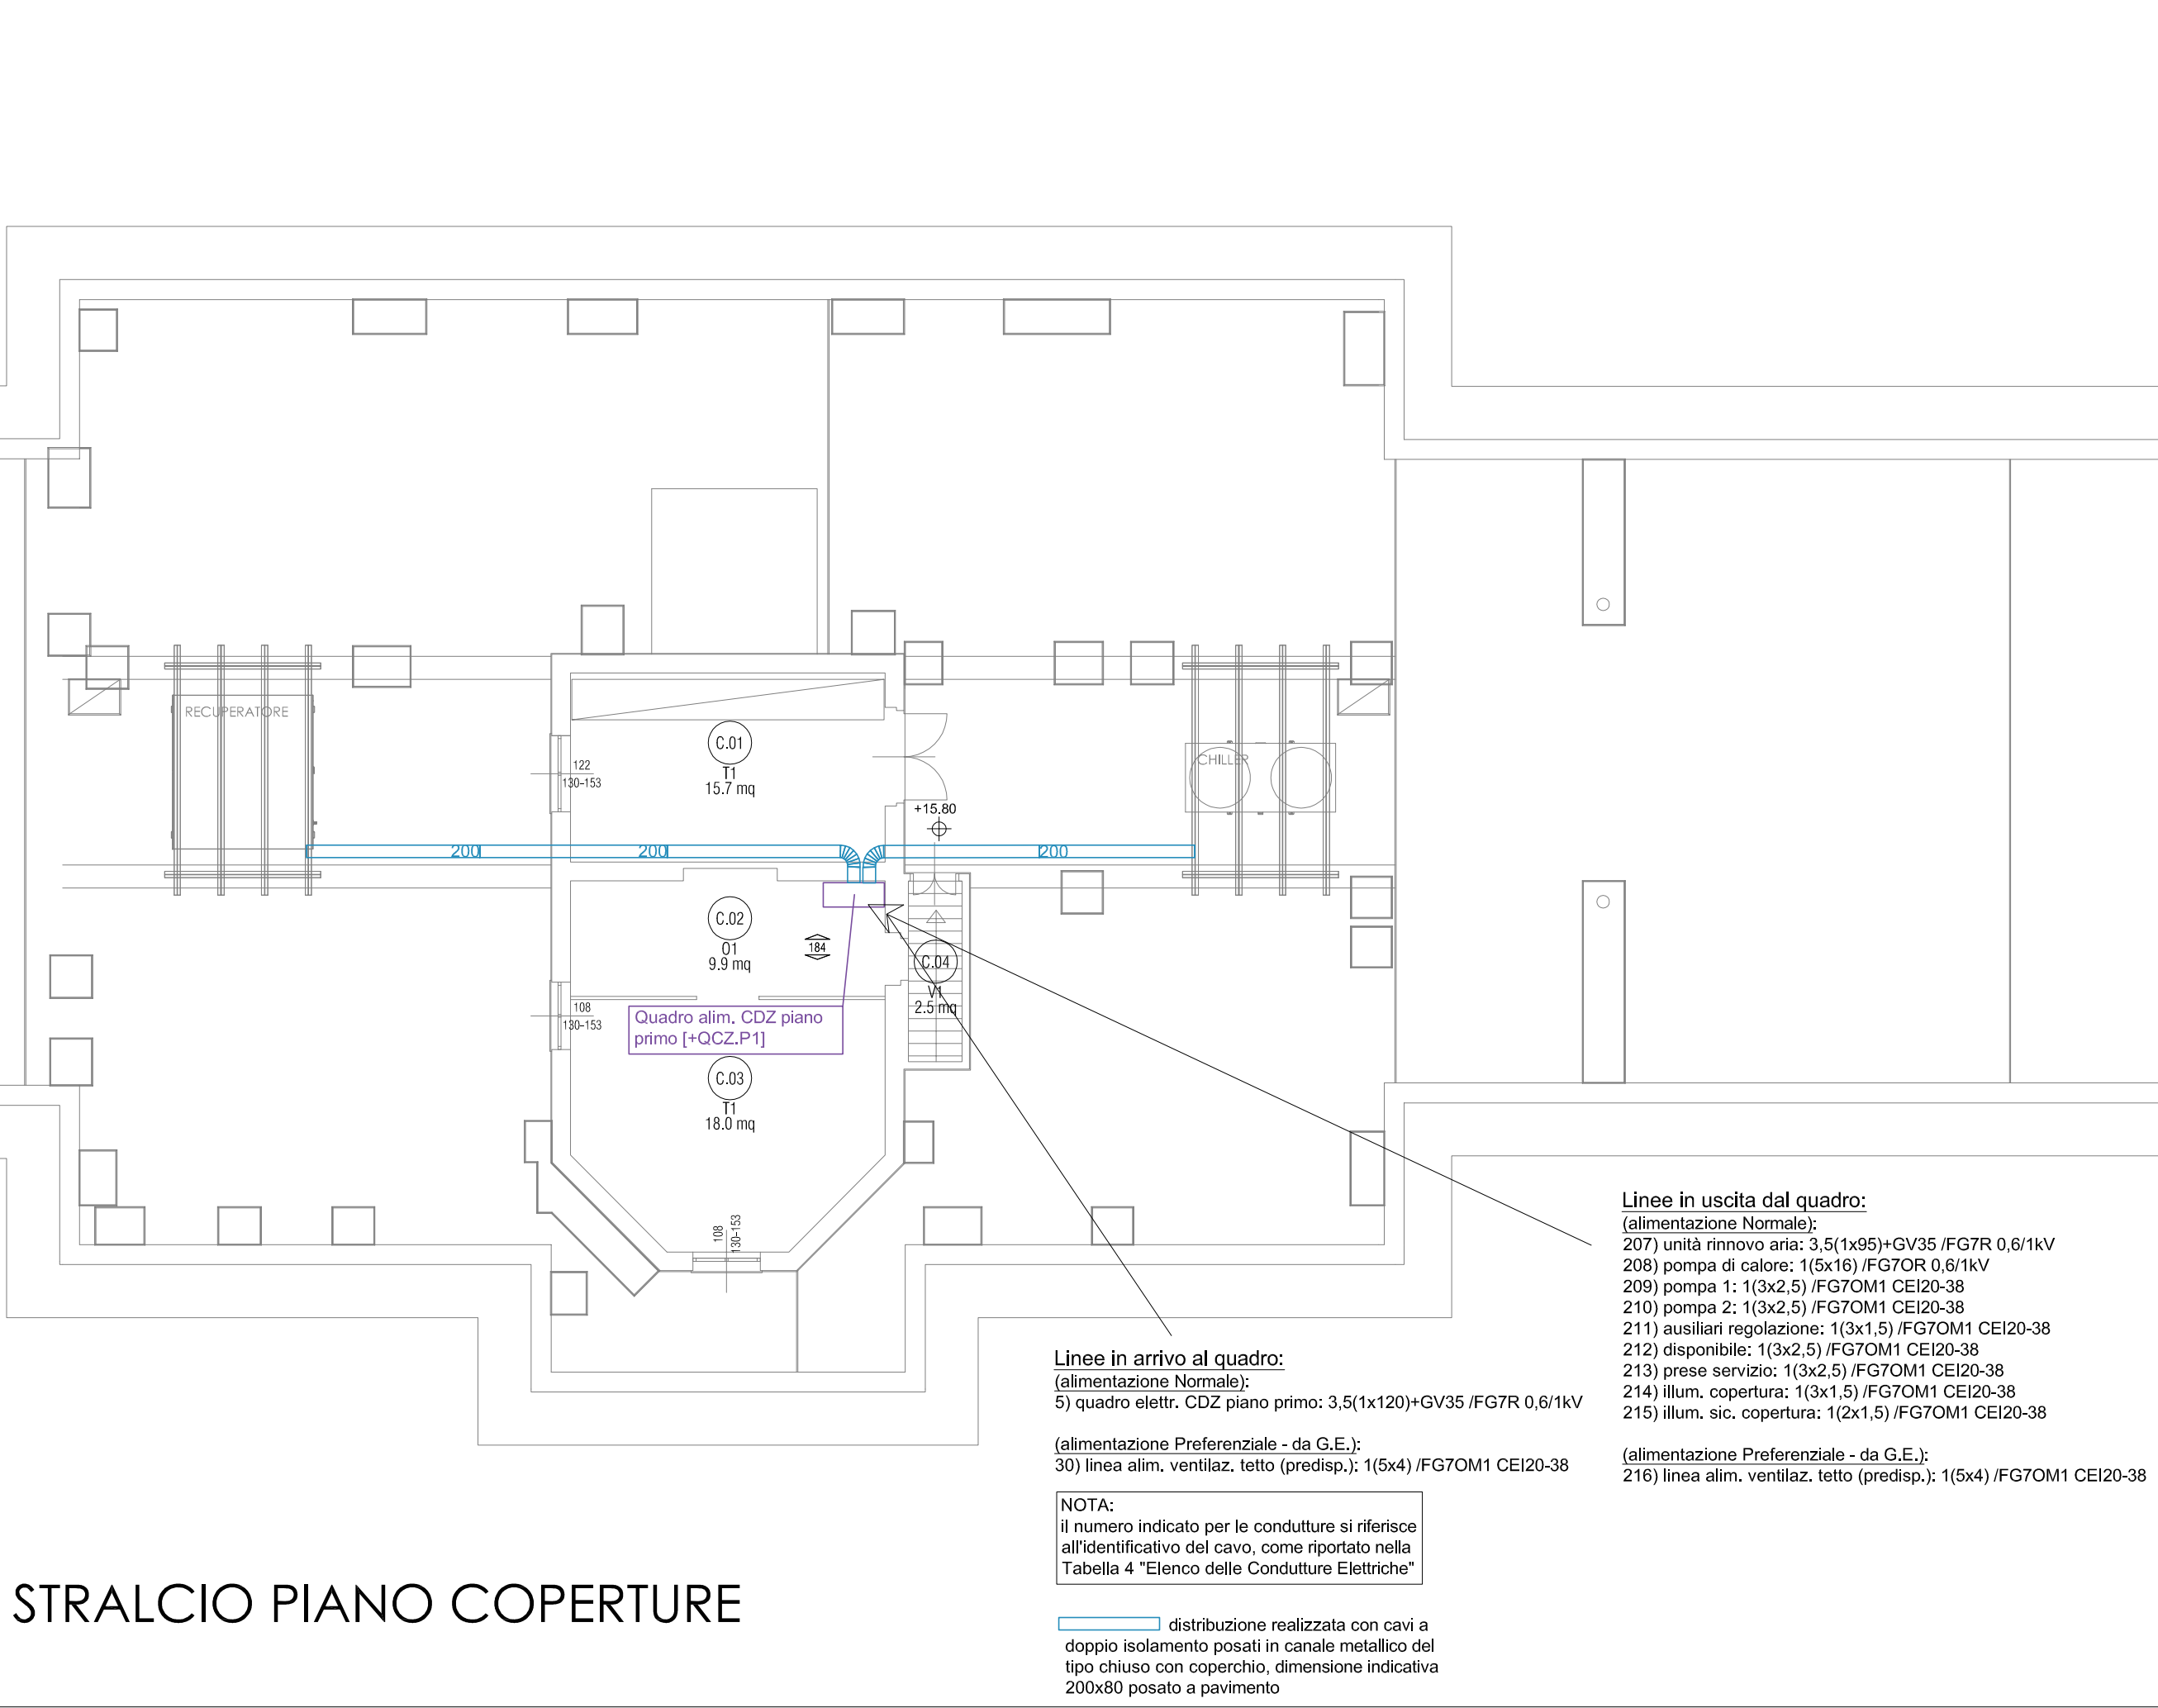 RECUPERATORE
C.01
T1
15.7 mq
122
130-153
CHILLER
+15.80
200
200
200
C.02
01
9.9 mq
184
C.04
V1
2.5 mq
108
130-153
Quadro alim. CDZ piano
primo [+QCZ.P1]
C.03
T1
18.0 mq
108
130-153
Linee in uscita dal quadro:
(alimentazione Normale):
207) unità rinnovo aria: 3,5(1x95)+GV35 /FG7R 0,6/1kV
208) pompa di calore: 1(5x16) /FG7OR 0,6/1kV
209) pompa 1: 1(3x2,5) /FG7OM1 CEI20-38
210) pompa 2: 1(3x2,5) /FG7OM1 CEI20-38
211) ausiliari regolazione: 1(3x1,5) /FG7OM1 CEI20-38
212) disponibile: 1(3x2,5) /FG7OM1 CEI20-38
213) prese servizio: 1(3x2,5) /FG7OM1 CEI20-38
214) illum. copertura: 1(3x1,5) /FG7OM1 CEI20-38
215) illum. sic. copertura: 1(2x1,5) /FG7OM1 CEI20-38
(alimentazione Preferenziale - da G.E.):
216) linea alim. ventilaz. tetto (predisp.): 1(5x4) /FG7OM1 CEI20-38
Linee in arrivo al quadro:
(alimentazione Normale):
5) quadro elettr. CDZ piano primo: 3,5(1x120)+GV35 /FG7R 0,6/1kV
(alimentazione Preferenziale - da G.E.):
30) linea alim. ventilaz. tetto (predisp.): 1(5x4) /FG7OM1 CEI20-38
NOTA:
il numero indicato per le condutture si riferisce
all'identificativo del cavo, come riportato nella
Tabella 4 "Elenco delle Condutture Elettriche"
distribuzione realizzata con cavi a
doppio isolamento posati in canale metallico del
tipo chiuso con coperchio, dimensione indicativa
200x80 posato a pavimento
STRALCIO PIANO COPERTURE